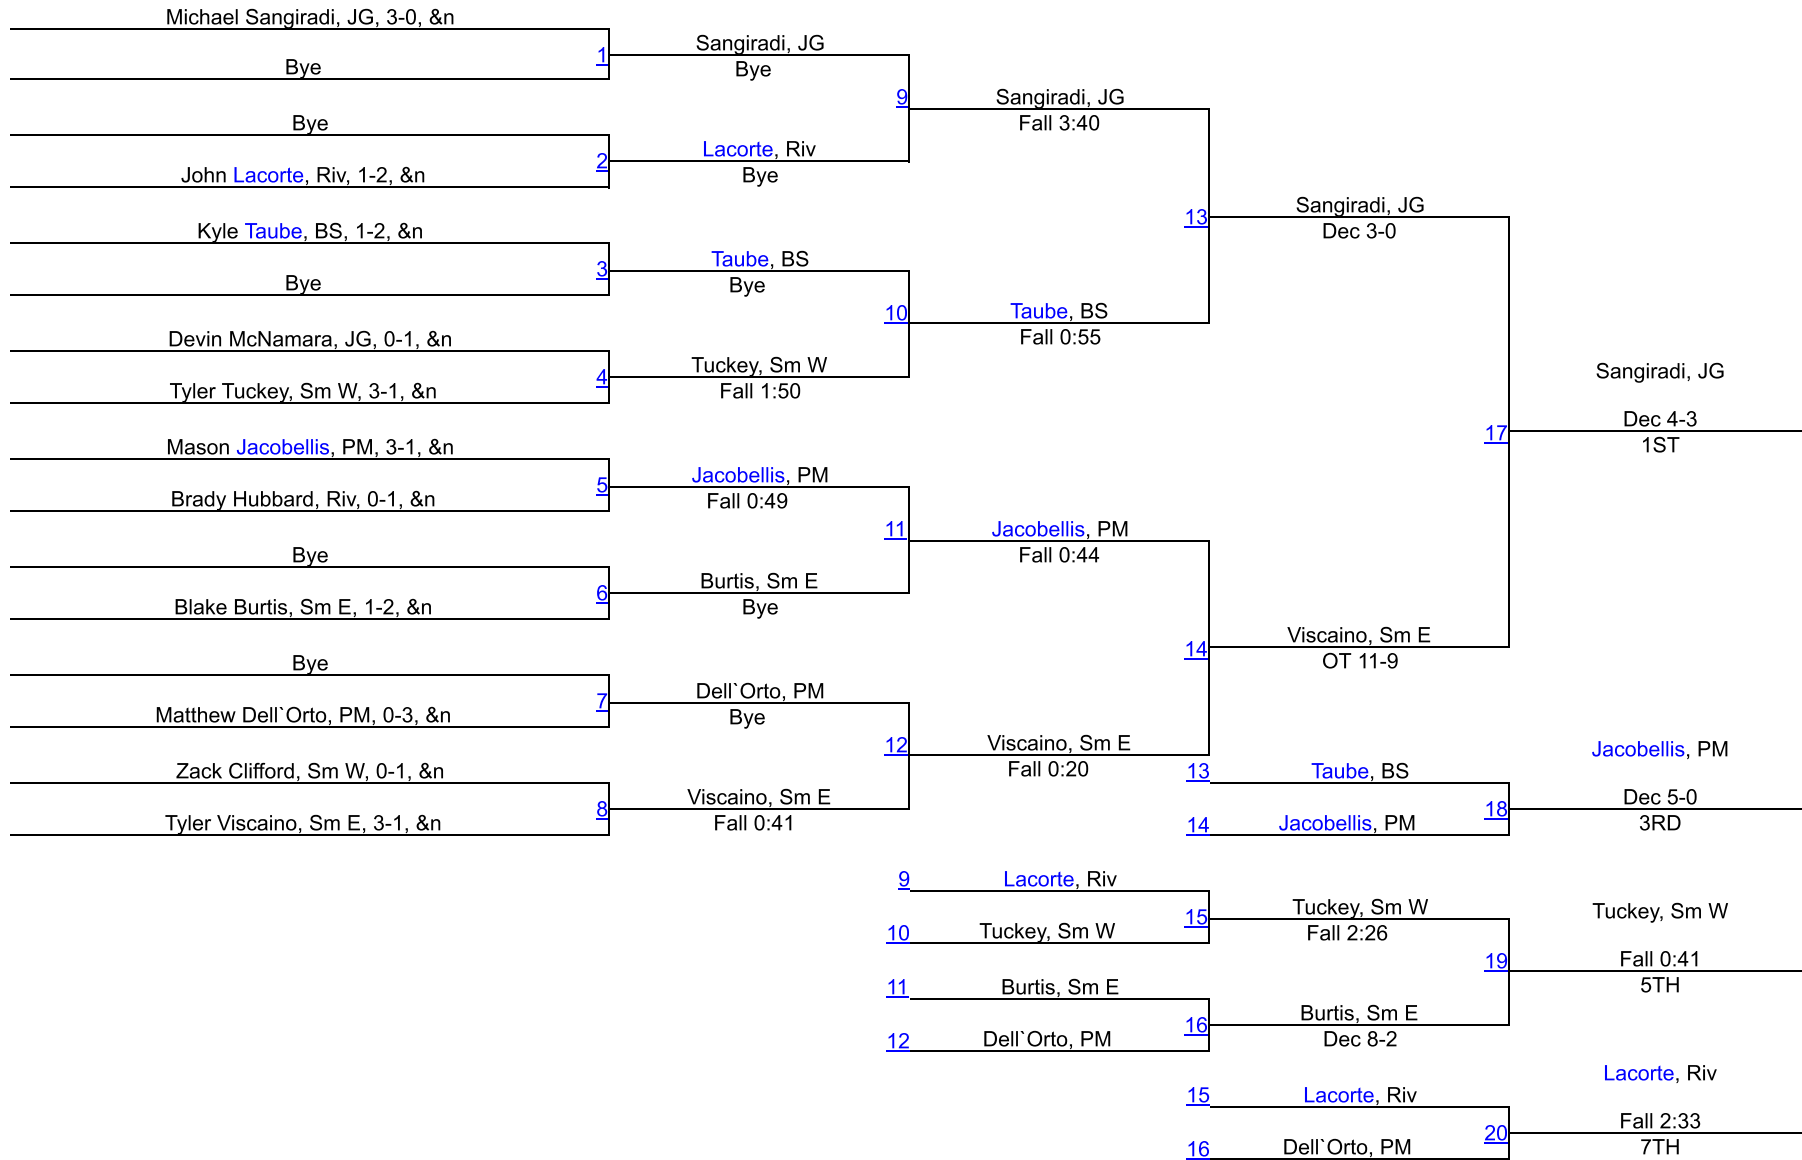 Michael Sangiradi, JG, 3-0, &n
Bye
1
Bye
John Lacorte, Riv, 1-2, &n
2
Kyle Taube, BS, 1-2, &n
Bye
3
Devin McNamara, JG, 0-1, &n
Tyler Tuckey, Sm W, 3-1, &n
4
Mason Jacobellis, PM, 3-1, &n
Brady Hubbard, Riv, 0-1, &n
5
Bye
Blake Burtis, Sm E, 1-2, &n
6
Bye
Matthew Dell`Orto, PM, 0-3, &n
7
Zack Clifford, Sm W, 0-1, &n
Tyler Viscaino, Sm E, 3-1, &n
8
Sangiradi, JG
Bye
9
Lacorte, Riv
Bye
Taube, BS
Bye
10
Tuckey, Sm W
Fall 1:50
Jacobellis, PM
Fall 0:49
11
Burtis, Sm E
Bye
Dell`Orto, PM
Bye
12
Viscaino, Sm E
Fall 0:41
Sangiradi, JG
Fall 3:40
13
Taube, BS
Fall 0:55
Jacobellis, PM
Fall 0:44
14
Viscaino, Sm E
Fall 0:20
Sangiradi, JG
Dec 3-0
17
Viscaino, Sm E
OT 11-9
Sangiradi, JG
Dec 4-3
1ST
13
Taube, BS
14
Jacobellis, PM
18
Jacobellis, PM
Dec 5-0
3RD
9
Lacorte, Riv
10
Tuckey, Sm W
15
11
Burtis, Sm E
12
Dell`Orto, PM
16
Tuckey, Sm W
Fall 2:26
19
Burtis, Sm E
Dec 8-2
Tuckey, Sm W
Fall 0:41
5TH
15
Lacorte, Riv
16
Dell`Orto, PM
20
Lacorte, Riv
Fall 2:33
7TH